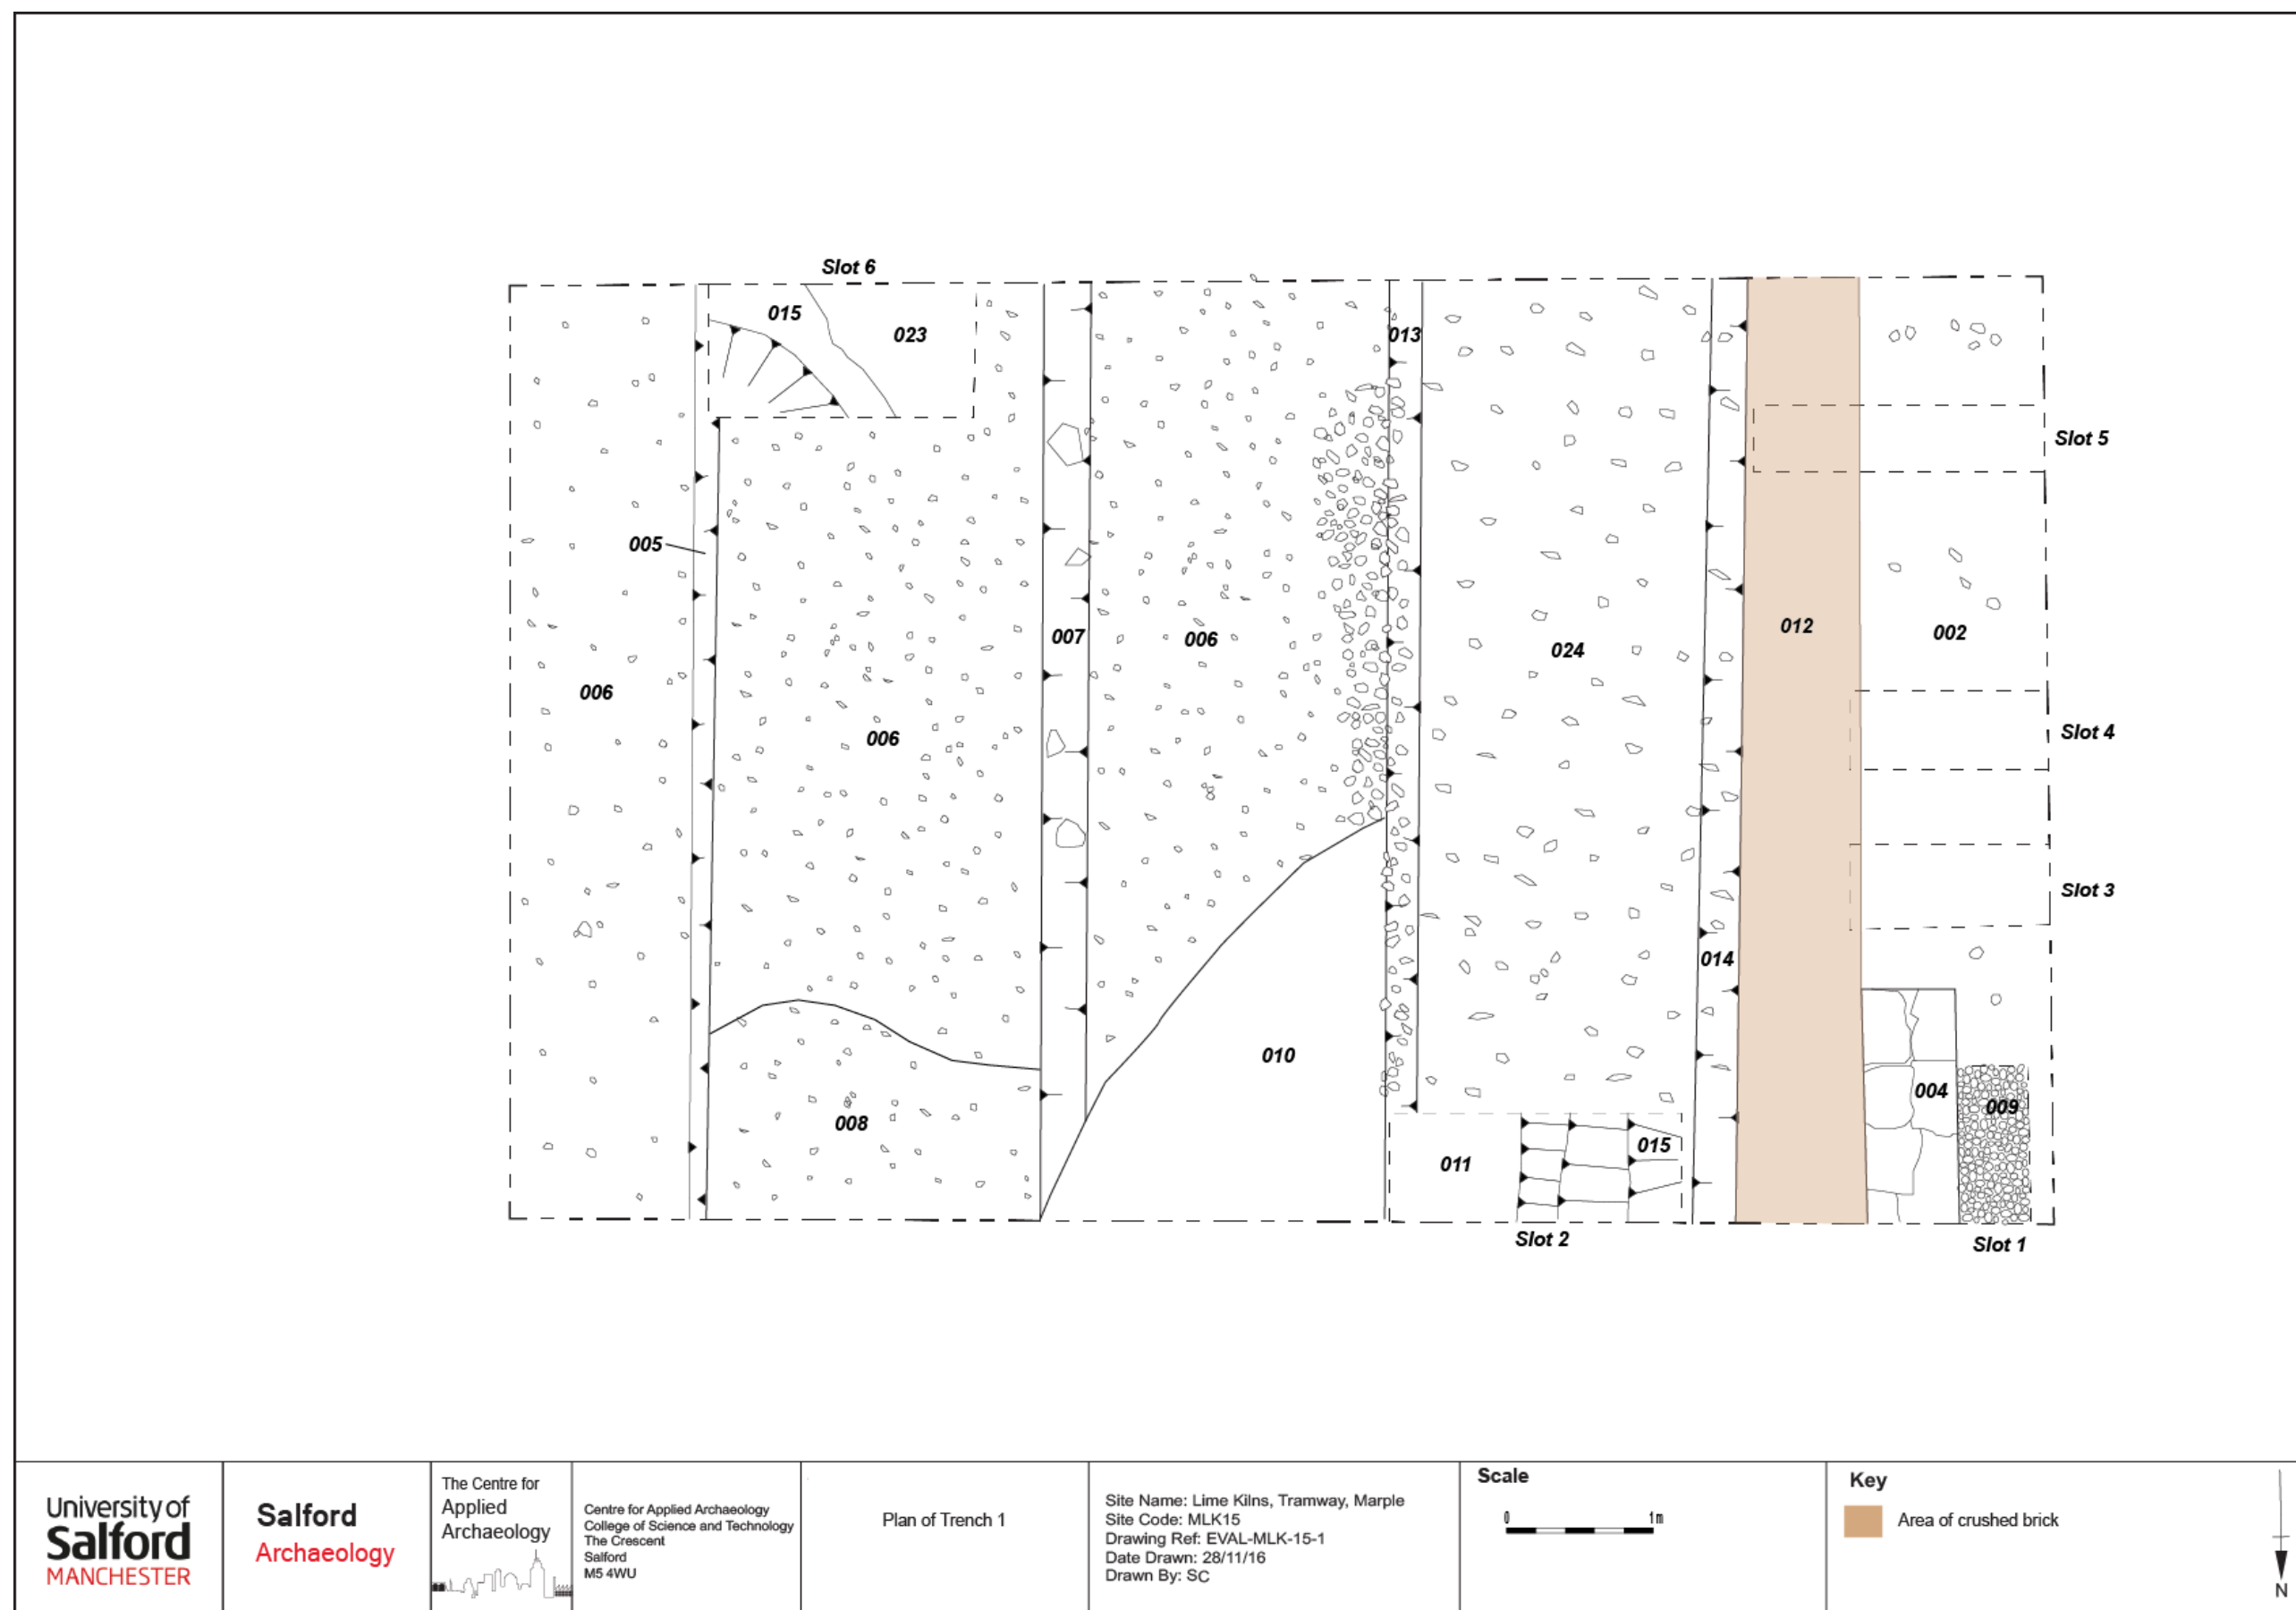 Slot 6
015
023
013
Slot 5
005
007
006
024
012
002
006
006
Slot 4
Slot 3
014
010
004
009
008
011
015
Slot 2
Slot 1
University of
Salford
MANCHESTER
Salford
Archaeology
The Centre for
Applied
Archaeology
Centre for Applied Archaeology
College of Science and Technology
The Crescent
Salford
M5 4WU
Plan of Trench 1
Site Name: Lime Kilns, Tramway, Marple
Site Code: MLK15
Drawing Ref: EVAL-MLK-15-1
Date Drawn: 28/11/16
Drawn By: SC
Scale
0 1m
Key
Area of crushed brick
N